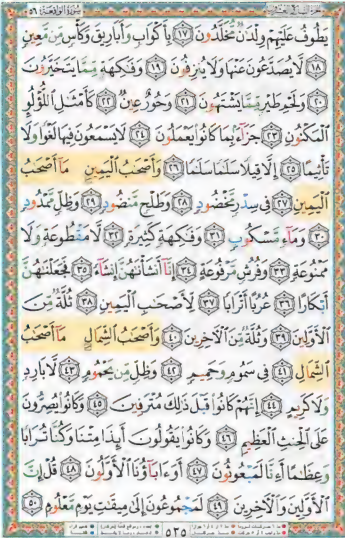 سُورَةُ الوَاقِعَة ٥٦
يَطُوفُ عَلَيْهِمْ وِلْدَٰنٌ مُّخَلَّدُونَ ١٧ بِأَكْوَابٍ وَأَبَارِيقَ وَكَأْسٍ مِّن مَّعِينٍ
١٨ لَّا يُصَدَّعُونَ عَنْهَا وَلَا يُنزِفُونَ ١٩ وَفَٰكِهَةٍ مِّمَّا يَتَخَيَّرُونَ
٢٠ وَلَحْمِ طَيْرٍ مِّمَّا يَشْتَهُونَ ٢١ وَحُورٌ عِينٌ ٢٢ كَأَمْثَٰلِ ٱللُّؤْلُؤِ
ٱلْمَكْنُونِ ٢٣ جَزَآءًۢ بِمَا كَانُوا۟ يَعْمَلُونَ ٢٤ لَا يَسْمَعُونَ فِيهَا لَغْوًا وَلَا
تَأْثِيمًا ٢٥ إِلَّا قِيلًا سَلَٰمًا سَلَٰمًا ٢٦ وَأَصْحَٰبُ ٱلْيَمِينِ مَآ أَصْحَٰبُ
ٱلْيَمِينِ ٢٧ فِى سِدْرٍ مَّخْضُودٍ ٢٨ وَطَلْحٍ مَّنضُودٍ ٢٩ وَظِلٍّ مَّمْدُودٍ
٣٠ وَمَآءٍ مَّسْكُوبٍ ٣١ وَفَٰكِهَةٍ كَثِيرَةٍ ٣٢ لَّا مَقْطُوعَةٍ وَلَا
مَمْنُوعَةٍ ٣٣ وَفُرُشٍ مَّرْفُوعَةٍ ٣٤ إِنَّآ أَنشَأْنَٰهُنَّ إِنشَآءً ٣٥ فَجَعَلْنَٰهُنَّ
أَبْكَارًا ٣٦ عُرُبًا أَتْرَابًا ٣٧ لِّأَصْحَٰبِ ٱلْيَمِينِ ٣٨ ثُلَّةٌ مِّنَ
ٱلْأَوَّلِينَ ٣٩ وَثُلَّةٌ مِّنَ ٱلْءَاخِرِينَ ٤٠ وَأَصْحَٰبُ ٱلشِّمَالِ مَآ أَصْحَٰبُ
ٱلشِّمَالِ ٤١ فِى سَمُومٍ وَحَمِيمٍ ٤٢ وَظِلٍّ مِّن يَحْمُومٍ ٤٣ لَّا بَارِدٍ
وَلَا كَرِيمٍ ٤٤ إِنَّهُمْ كَانُوا۟ قَبْلَ ذَٰلِكَ مُتْرَفِينَ ٤٥ وَكَانُوا۟ يُصِرُّونَ
عَلَى ٱلْحِنثِ ٱلْعَظِيمِ ٤٦ وَكَانُوا۟ يَقُولُونَ أَئِذَا مِتْنَا وَكُنَّا تُرَابًا
وَعِظَٰمًا أَءِنَّا لَمَبْعُوثُونَ ٤٧ أَوَءَابَآؤُنَا ٱلْأَوَّلُونَ ٤٨ قُلْ إِنَّ
ٱلْأَوَّلِينَ وَٱلْءَاخِرِينَ ٤٩ لَمَجْمُوعُونَ إِلَىٰ مِيقَٰتِ يَوْمٍ مَّعْلُومٍ ٥٠
٥٣٥